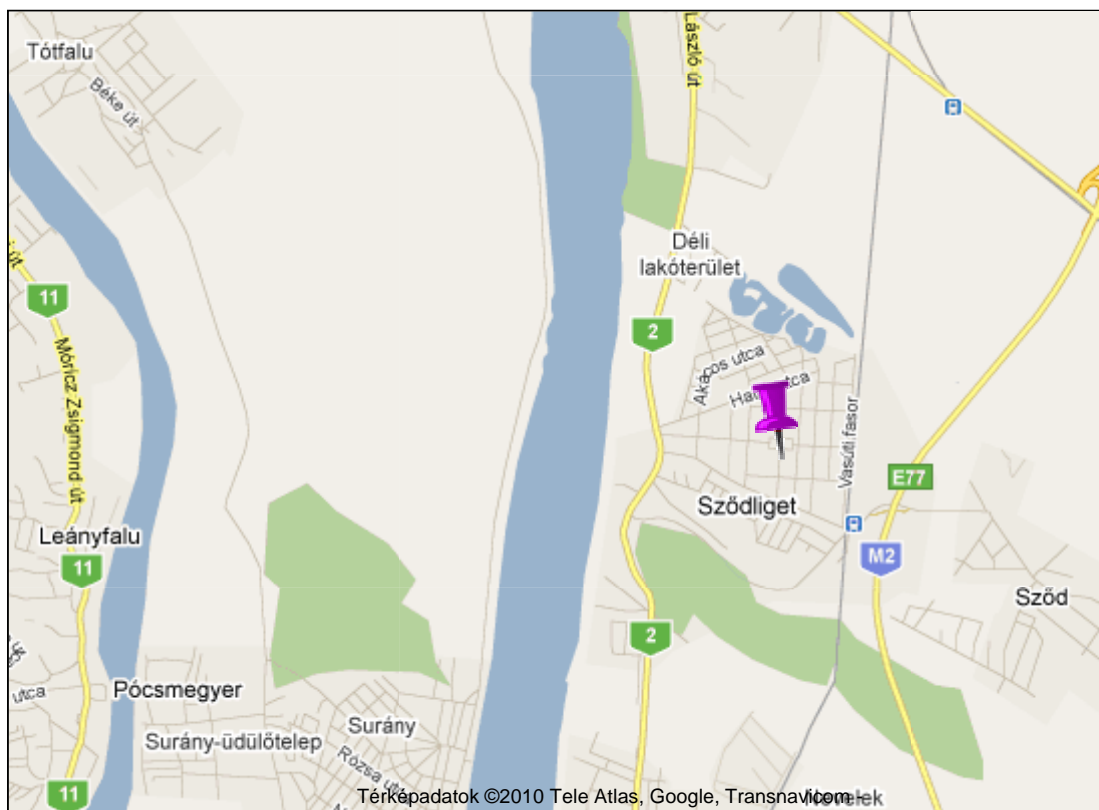 Tótfalu
Béke út
László út
út
11
Móricz Zsigmond út
Déli
lakóterület
2
Akácos utca
Vasúti fasor
E77
Sződliget
M2
Leányfalu
11
Sződ
2
utca
Pócsmegyer
Surány
Surány-üdülőtelep
Rózsa
11
Térképadatok ©2010 Tele Atlas, Google, Transnavicom -